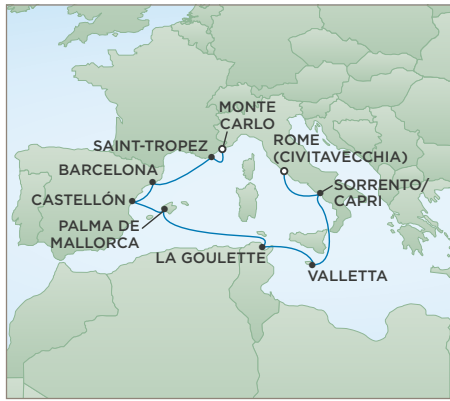 MONTE
CARLO
ROME
(CIVITAVECCHIA)
SAINT-TROPEZ
BARCELONA
SORRENTO/
CAPRI
CASTELLÓN
PALMA DE
MALLORCA
LA GOULETTE
VALLETTA